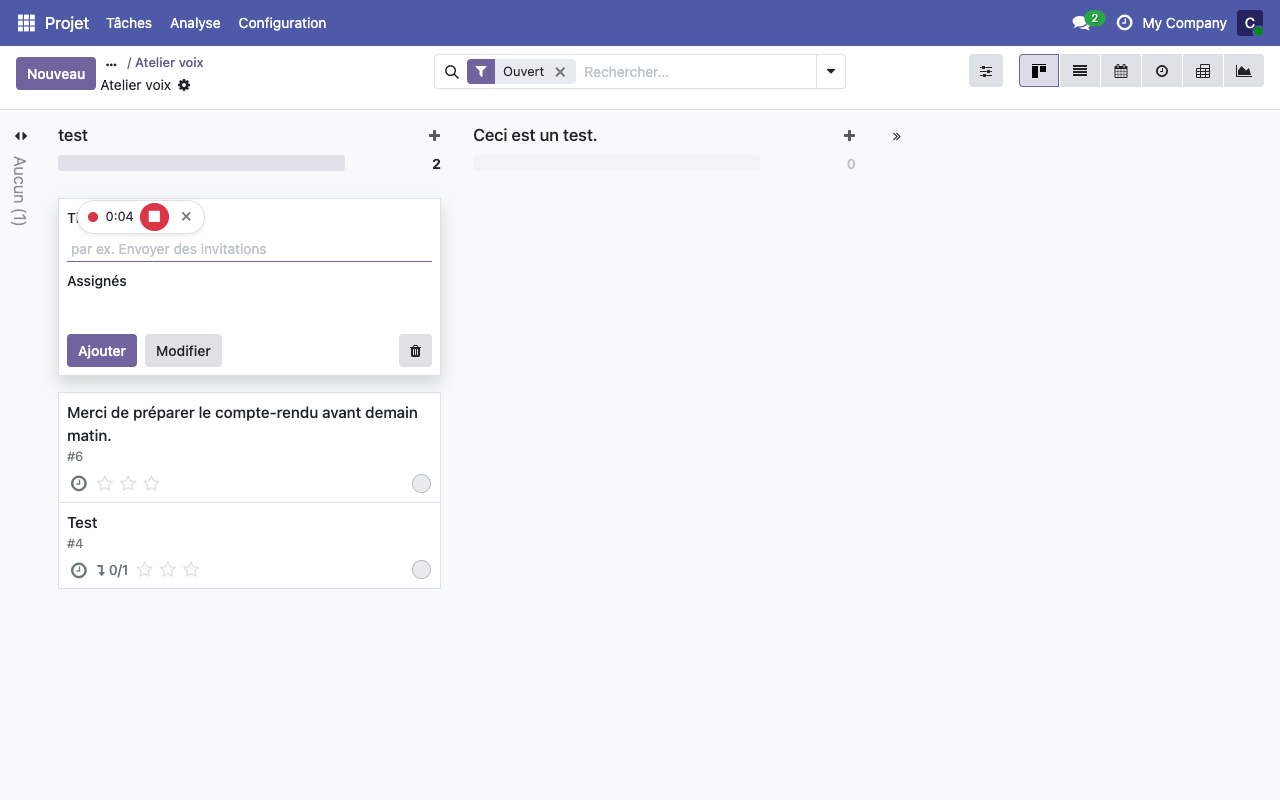 Projet Tâches Analyse Configuration 2 My Company C
Nouveau ... / Atelier voix
Atelier voix
Ouvert Rechercher...
Aucun (1)
test
2
Ceci est un test.
0
0:04
par ex. Envoyer des invitations
Assignés
Ajouter Modifier
Merci de préparer le compte-rendu avant demain
matin.
#6
Test
#4
0/1